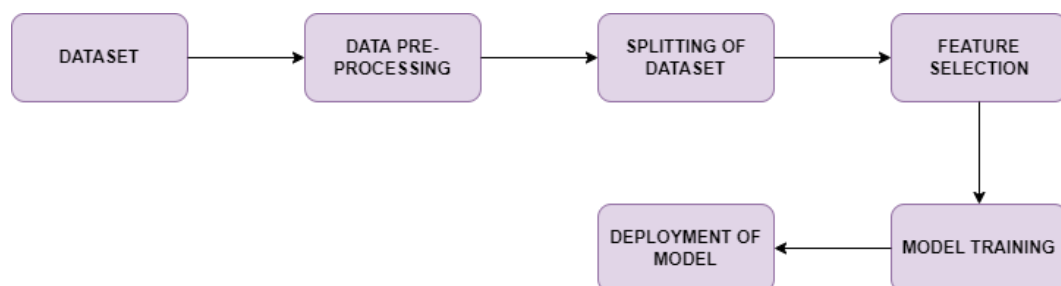 DATASET
DATA PRE-
PROCESSING
SPLITTING OF
DATASET
FEATURE
SELECTION
MODEL TRAINING
DEPLOYMENT OF
MODEL